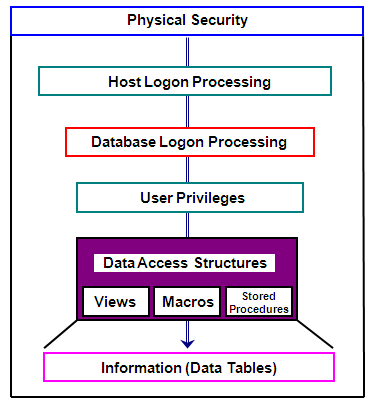 Physical Security
Host Logon Processing
Database Logon Processing
User Privileges
Data Access Structures
Views
Macros
Stored
Procedures
Information (Data Tables)